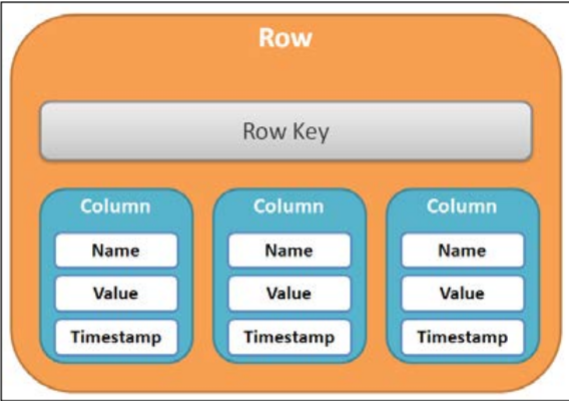 Row
Row Key
Column Column Column
Name Name Name
Value Value Value
Timestamp Timestamp Timestamp